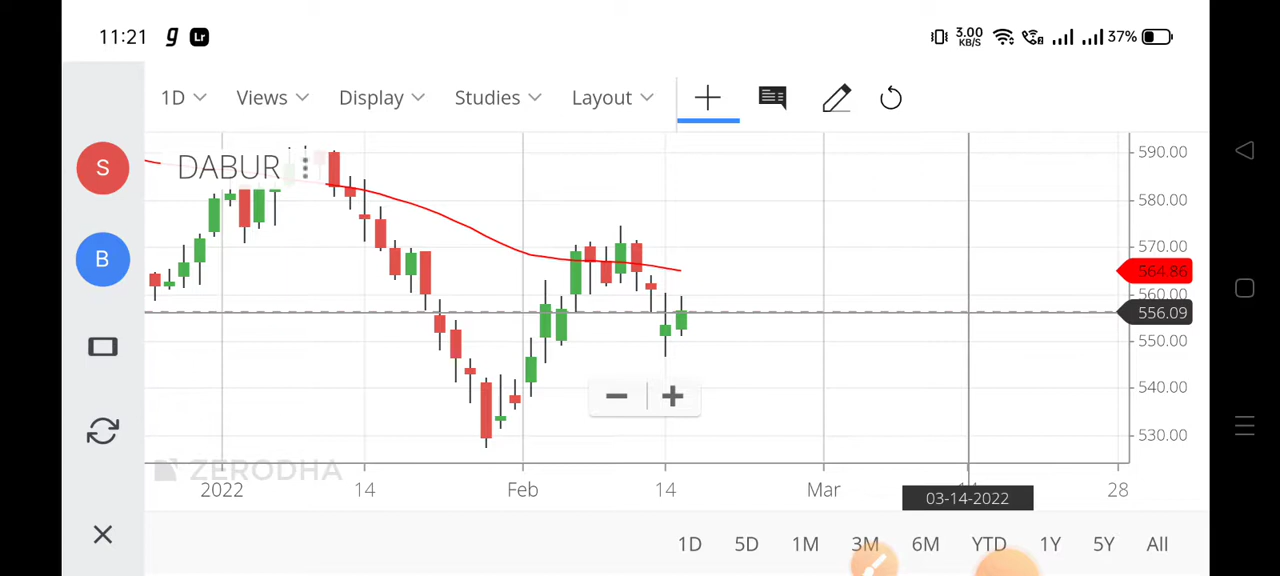 11:21 g Lr 3.00 KB/S 37%
1D Views Display Studies Layout
S DABUR
B
590.00
580.00
570.00
564.86
560.00
556.09
550.00
540.00
530.00
ZERODHA
2022 14 Feb 14 Mar 28
03-14-2022
1D 5D 1M 3M 6M YTD 1Y 5Y All